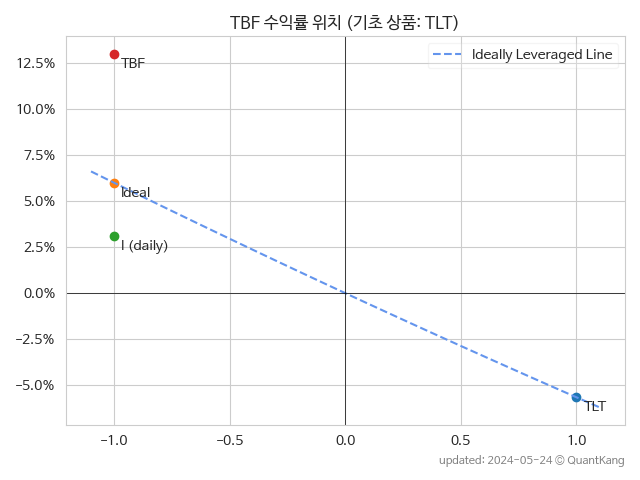 TBF 수익률 위치 (기초 상품: TLT)
Ideally Leveraged Line
12.5%
10.0%
7.5%
5.0%
2.5%
0.0%
−2.5%
−5.0%
TBF
Ideal
I (daily)
TLT
−1.0
−0.5
0.0
0.5
1.0
updated: 2024-05-24 © QuantKang